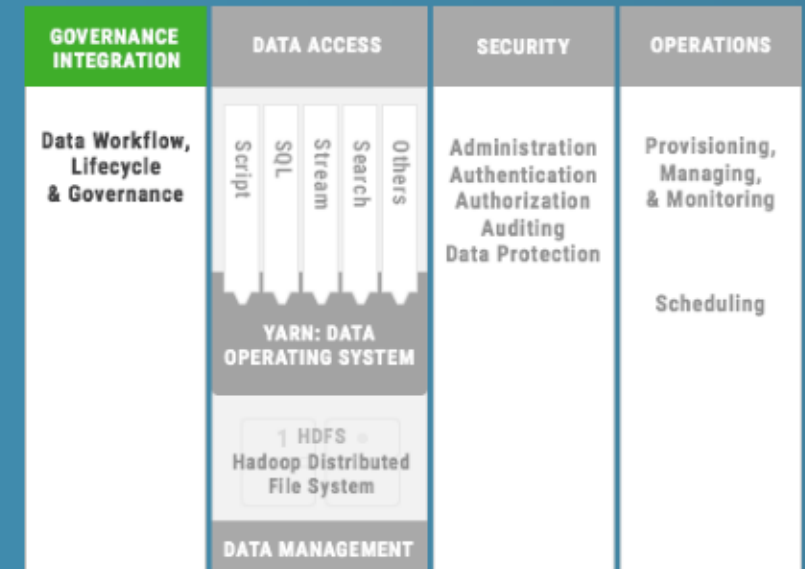 GOVERNANCE
INTEGRATION
Data Workflow,
Lifecycle
& Governance
DATA ACCESS
Script
SQL
Stream
Search
Others
YARN: DATA
OPERATING SYSTEM
1
HDFS
Hadoop Distributed
File System
DATA MANAGEMENT
SECURITY
Administration
Authentication
Authorization
Auditing
Data Protection
OPERATIONS
Provisioning,
Managing,
& Monitoring
Scheduling